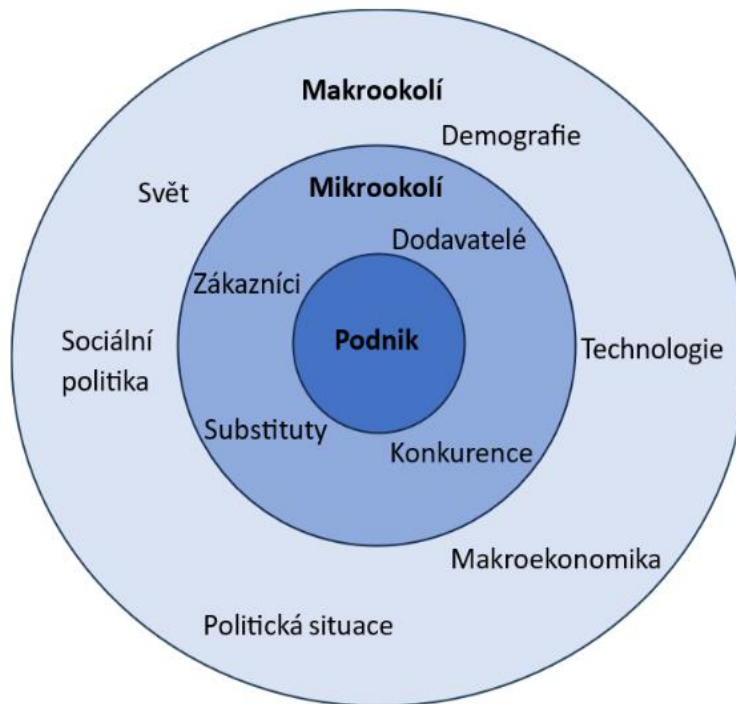 Makrookolí
Demografie
Svět
Mikrookolí
Dodavatelé
Zákazníci
Podnik
Sociální
politika
Technologie
Substituty
Konkurence
Makroekonomika
Politická situace